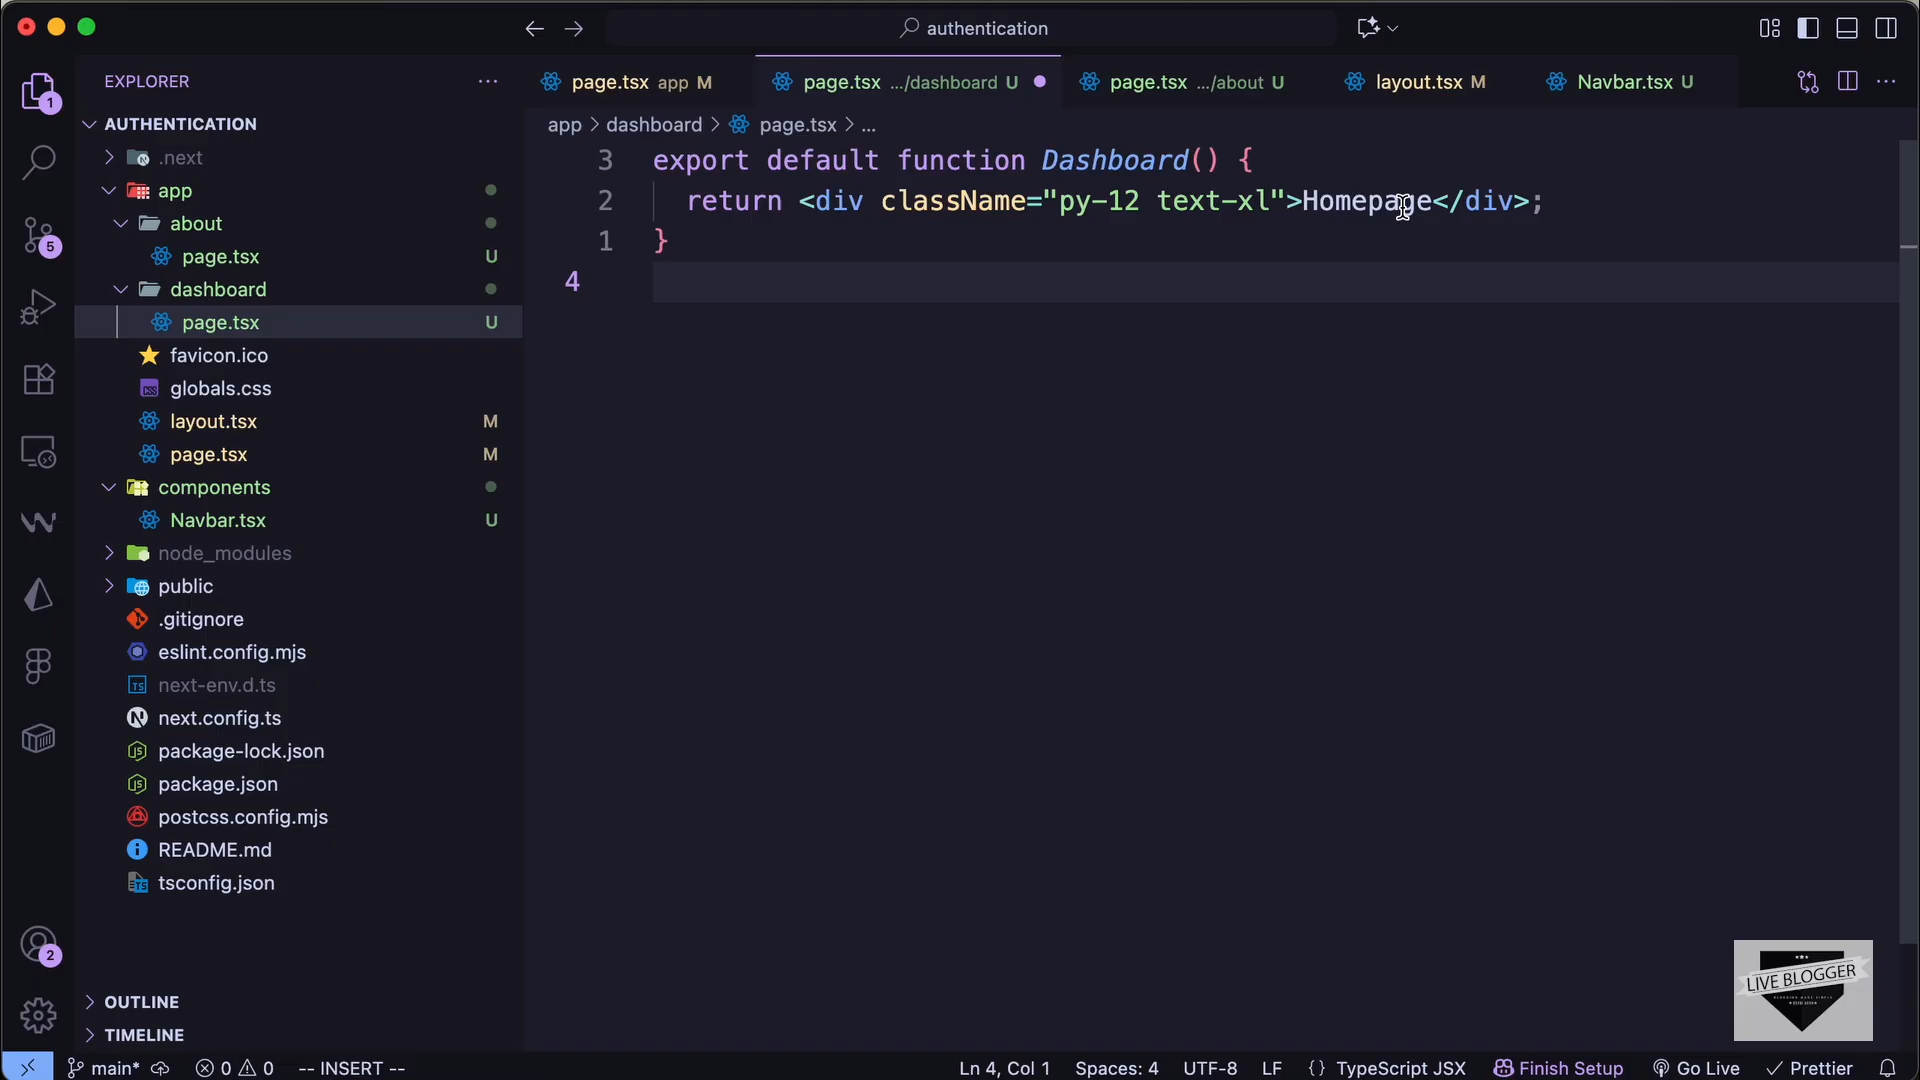 authentication
EXPLORER
page.tsx app M
page.tsx .../dashboard U
page.tsx .../about U
layout.tsx M
Navbar.tsx U
app > dashboard > page.tsx > ...
AUTHENTICATION
.next
app
about
page.tsx U
dashboard
page.tsx U
favicon.ico
globals.css
layout.tsx M
page.tsx M
components
Navbar.tsx U
node_modules
public
.gitignore
eslint.config.mjs
next-env.d.ts
next.config.ts
package-lock.json
package.json
postcss.config.mjs
README.md
tsconfig.json
OUTLINE
TIMELINE
1
5
2
3 export default function Dashboard() {
2 return <div className="py-12 text-xl">Homepage</div>;
1 }
4
LIVE BLOGGER
main* 0 0 -- INSERT -- Ln 4, Col 1 Spaces: 4 UTF-8 LF {} TypeScript JSX Finish Setup Go Live Prettier